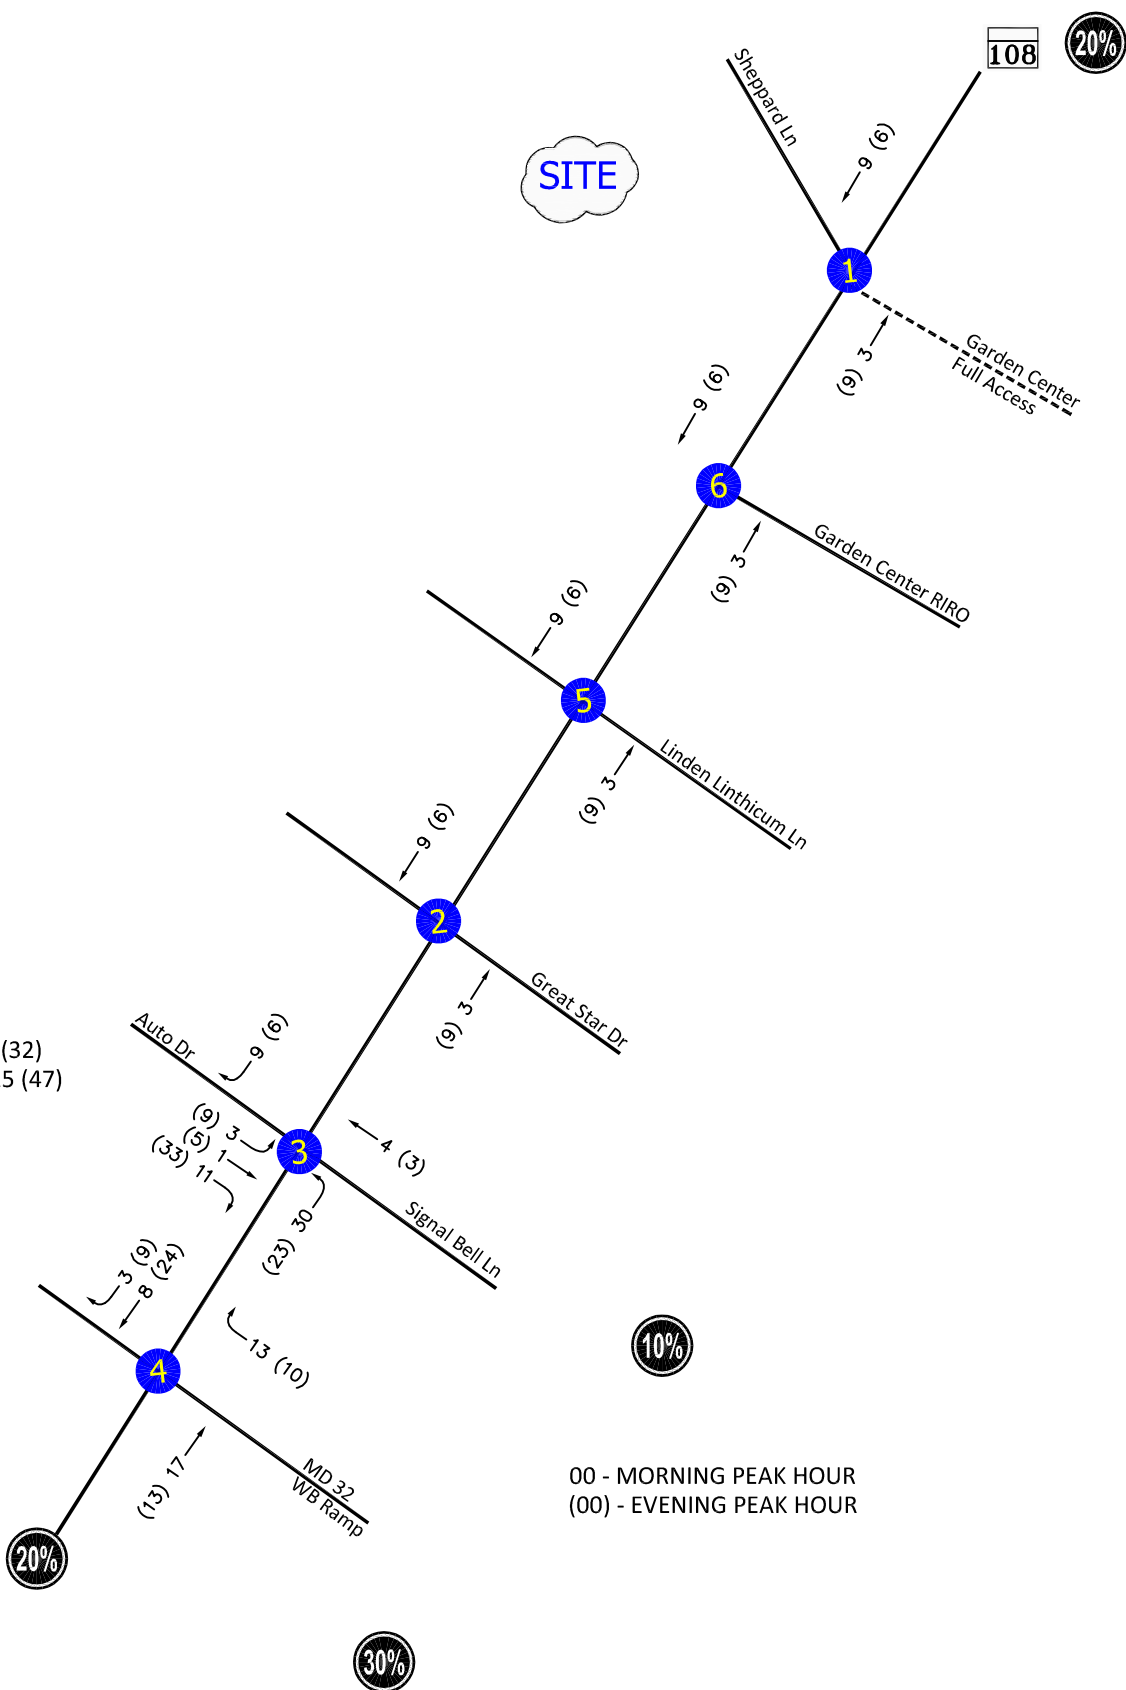 108
20%
Sheppard Ln
9 (6)
SITE
1
Garden Center
Full Access
(9) 3
9 (6)
6
Garden Center RIRO
(9) 3
9 (6)
5
Linden Linthicum Ln
(9) 3
9 (6)
2
Great Star Dr
(9) 3
Auto Dr
9 (6)
(32)
5 (47)
(9) 3
(5) 1
(33) 11
3
4 (3)
Signal Bell Ln
(23) 30
3 (9)
8 (24)
13 (10)
10%
4
MD 32
WB Ramp
(13) 17
00 - MORNING PEAK HOUR
(00) - EVENING PEAK HOUR
20%
30%